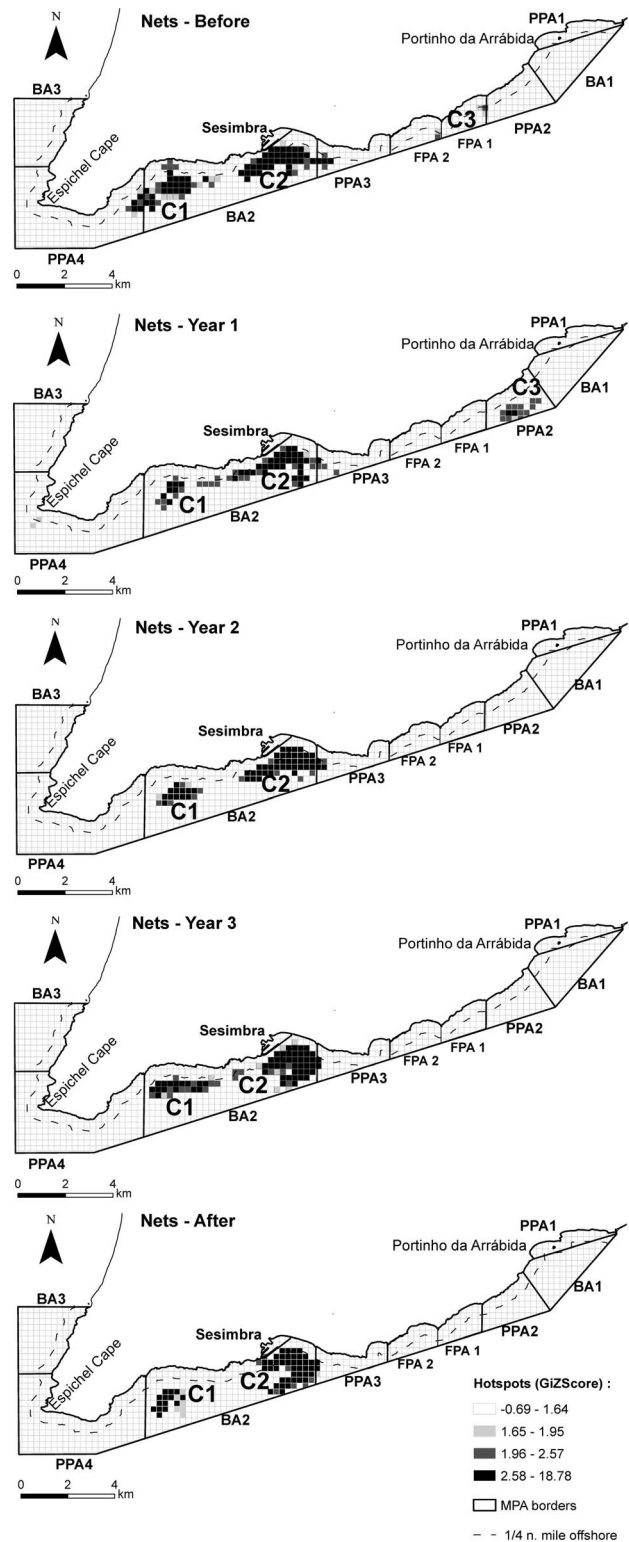 Nets - Before
PPA1
Portinho da Arrábida
BA3
BA1
C3
Sesimbra
PPA2
Espichel Cape
FPA 1
FPA 2
C2
PPA3
C1
BA2
PPA4
0 2 4
km
N
Nets - Year 1
PPA1
Portinho da Arrábida
BA3
C3
BA1
Sesimbra
PPA2
Espichel Cape
FPA 1
FPA 2
C2
PPA3
C1
BA2
PPA4
0 2 4
km
N
Nets - Year 2
PPA1
Portinho da Arrábida
BA3
BA1
Sesimbra
PPA2
Espichel Cape
FPA 1
FPA 2
C2
PPA3
C1
BA2
PPA4
0 2 4
km
N
Nets - Year 3
PPA1
Portinho da Arrábida
BA3
BA1
Sesimbra
PPA2
Espichel Cape
FPA 1
FPA 2
C2
PPA3
C1
BA2
PPA4
0 2 4
km
N
Nets - After
PPA1
Portinho da Arrábida
BA3
BA1
Sesimbra
PPA2
Espichel Cape
FPA 1
FPA 2
C2
PPA3
C1
BA2
PPA4
0 2 4
km
Hotspots (GiZScore) :
-0.69 - 1.64
1.65 - 1.95
1.96 - 2.57
2.58 - 18.78
MPA borders
1/4 n. mile offshore